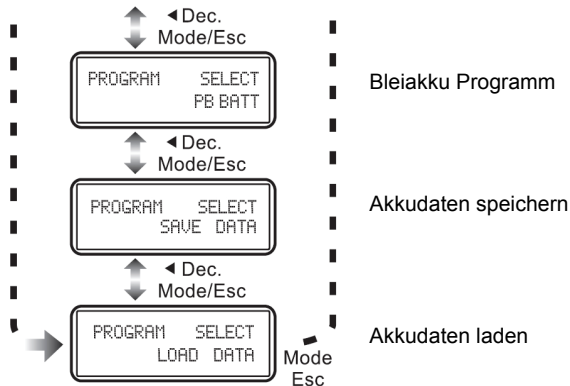 ◄Dec.
Mode/Esc
PROGRAM SELECT
PB BATT
Bleiakku Programm
◄Dec.
Mode/Esc
PROGRAM SELECT
SAVE DATA
Akkudaten speichern
◄Dec.
Mode/Esc
PROGRAM SELECT
LOAD DATA
Akkudaten laden
Mode
Esc